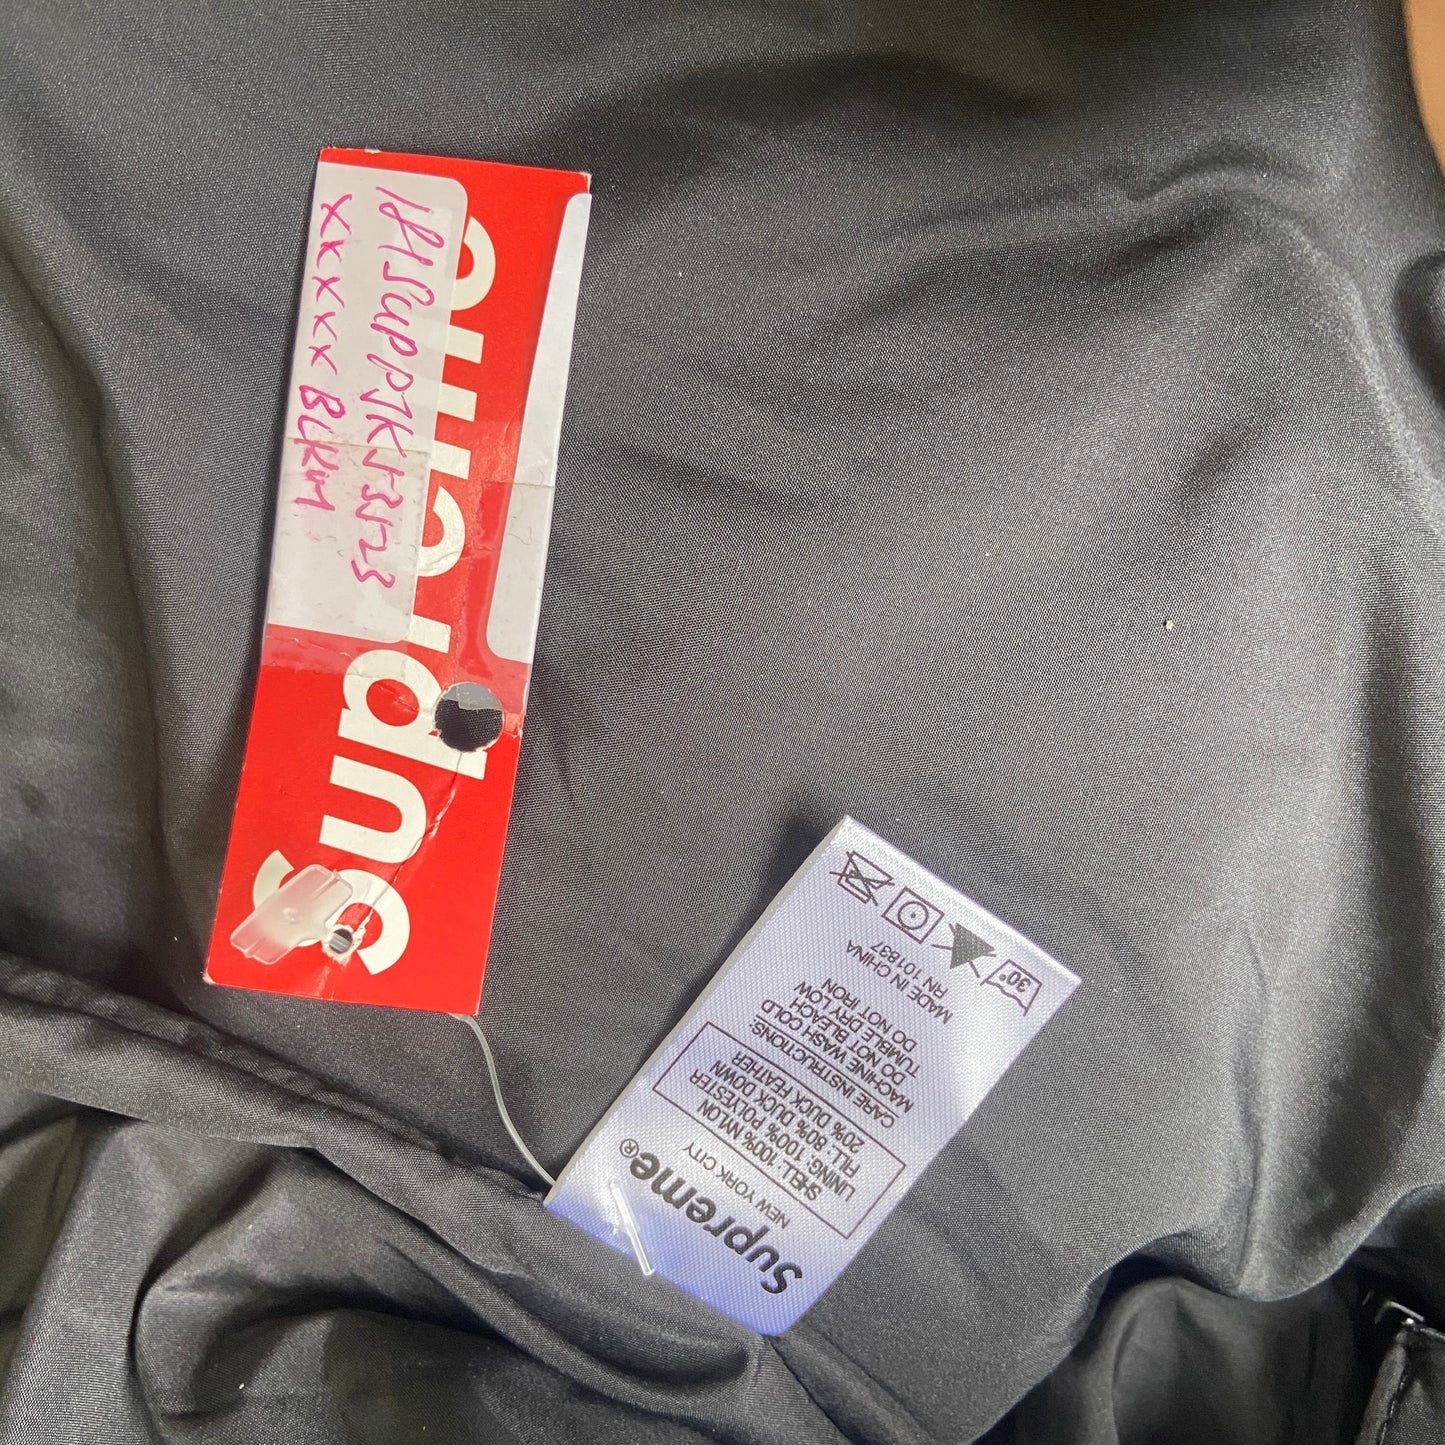 Supreme
XXXXX BLKM
Supreme®
NEW YORK CITY
SHELL: 100% NYLON
LINING: 100% POLYESTER
FILL: 80% DUCK DOWN
20% DUCK FEATHER
CARE INSTRUCTIONS:
MACHINE WASH COLD
DO NOT BLEACH
TUMBLE DRY LOW
DO NOT IRON
RN 101837
MADE IN CHINA
30°